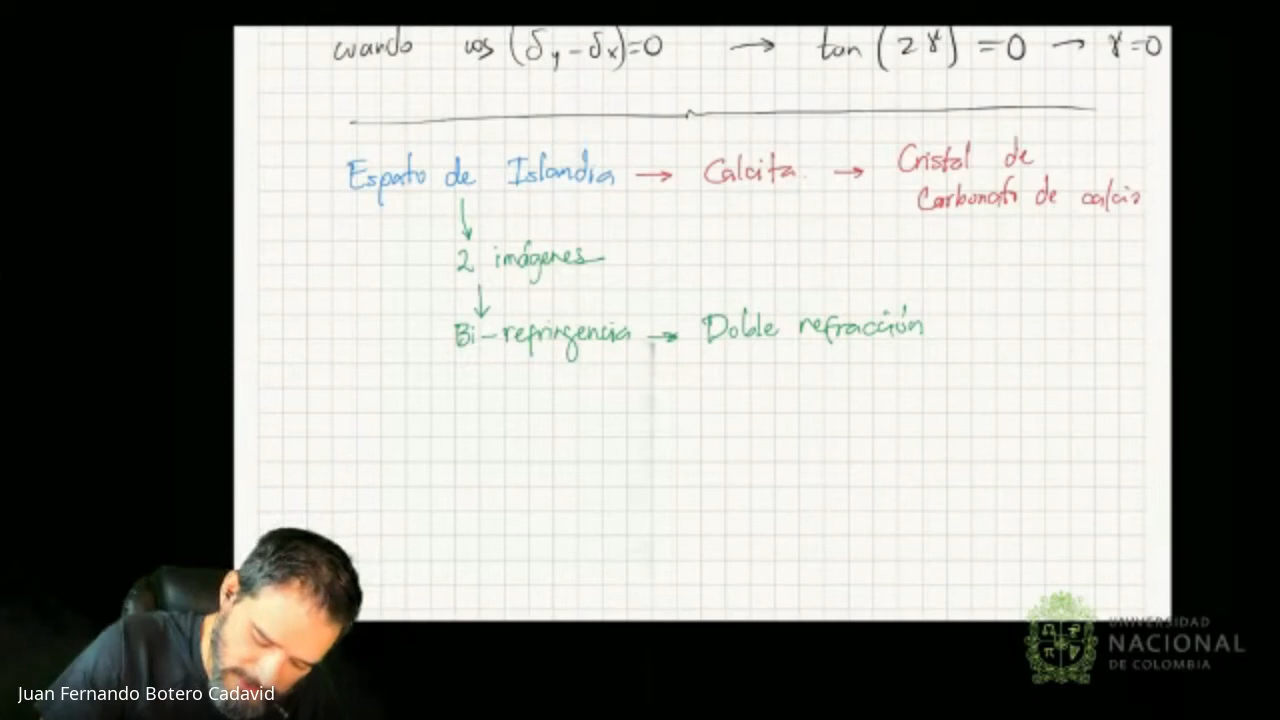 cuando cos (δy − δx)=0 → tan (2γ) = 0 → γ=0
Espato de Islandia → Calcita → Cristal de
Carbonato de calcio
↓
2 imágenes
↓
Bi-refringencia → Doble refracción
UNIVERSIDAD
NACIONAL
DE COLOMBIA
Juan Fernando Botero Cadavid